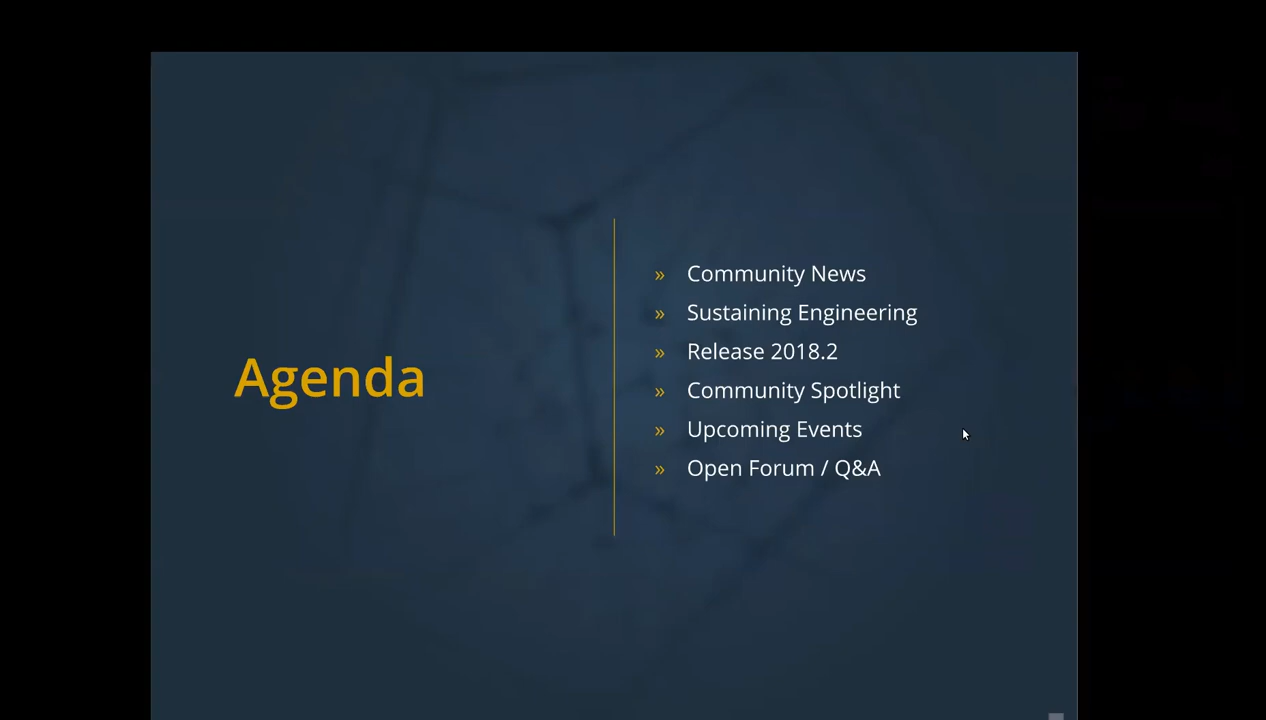 Agenda
» Community News
» Sustaining Engineering
» Release 2018.2
» Community Spotlight
» Upcoming Events
» Open Forum / Q&A